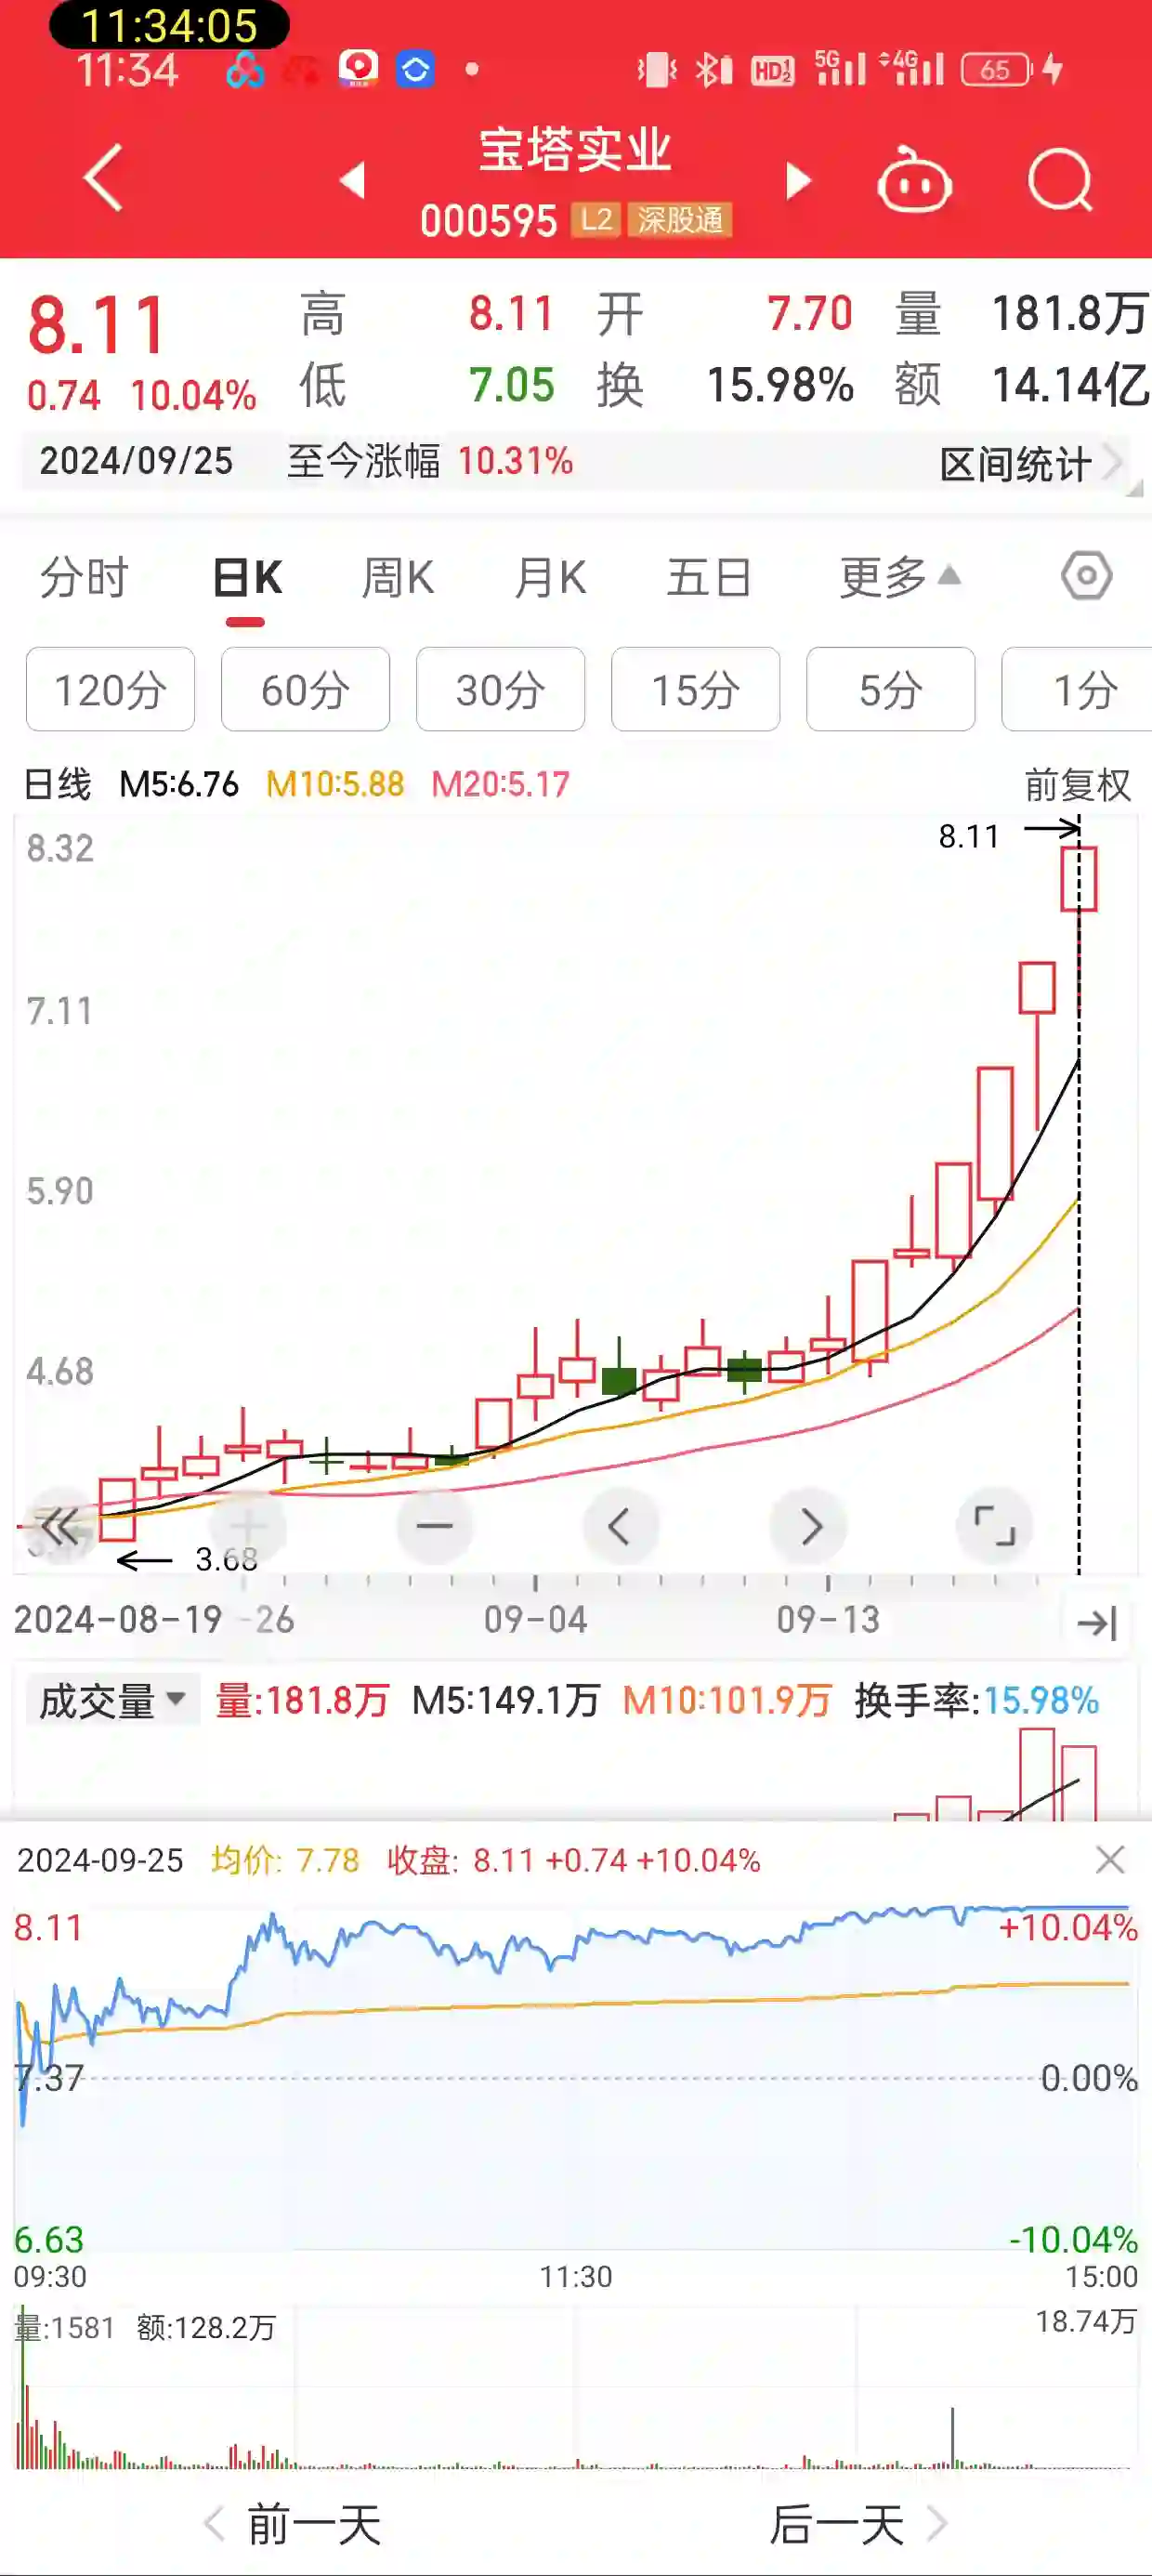 11:34:05
11:34 HD 1 2 5G 4G 65
宝塔实业
000595 L2 深股通
8.11 高 8.11 开 7.70 量 181.8万
0.74 10.04% 低 7.05 换 15.98% 额 14.14亿
2024/09/25 至今涨幅 10.31% 区间统计
分时 日K 周K 月K 五日 更多
120分 60分 30分 15分 5分 1分
日线 M5:6.76 M10:5.88 M20:5.17 前复权
8.11
8.32
7.11
5.90
4.68
3.68
2024-08-19 -26 09-04 09-13
成交量 量:181.8万 M5:149.1万 M10:101.9万 换手率:15.98%
2024-09-25 均价: 7.78 收盘: 8.11 +0.74 +10.04%
8.11 +10.04%
7.37 0.00%
6.63 -10.04%
09:30 11:30 15:00
量:1581 额:128.2万 18.74万
前一天 后一天